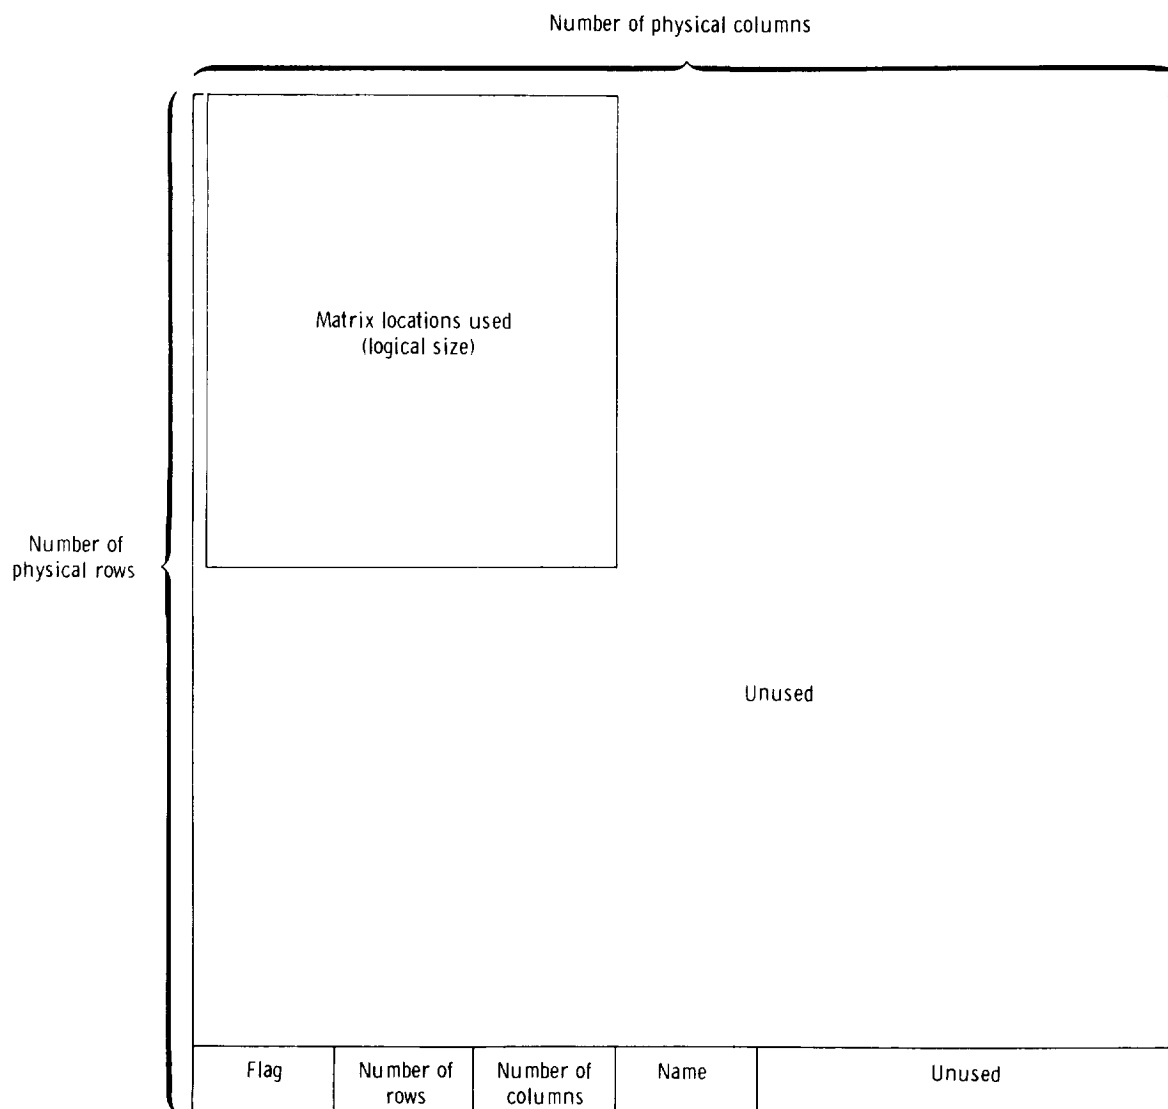 Number of physical columns
Matrix locations used
(logical size)
Number of
physical rows
Unused
Flag
Number of
rows
Number of
columns
Name
Unused